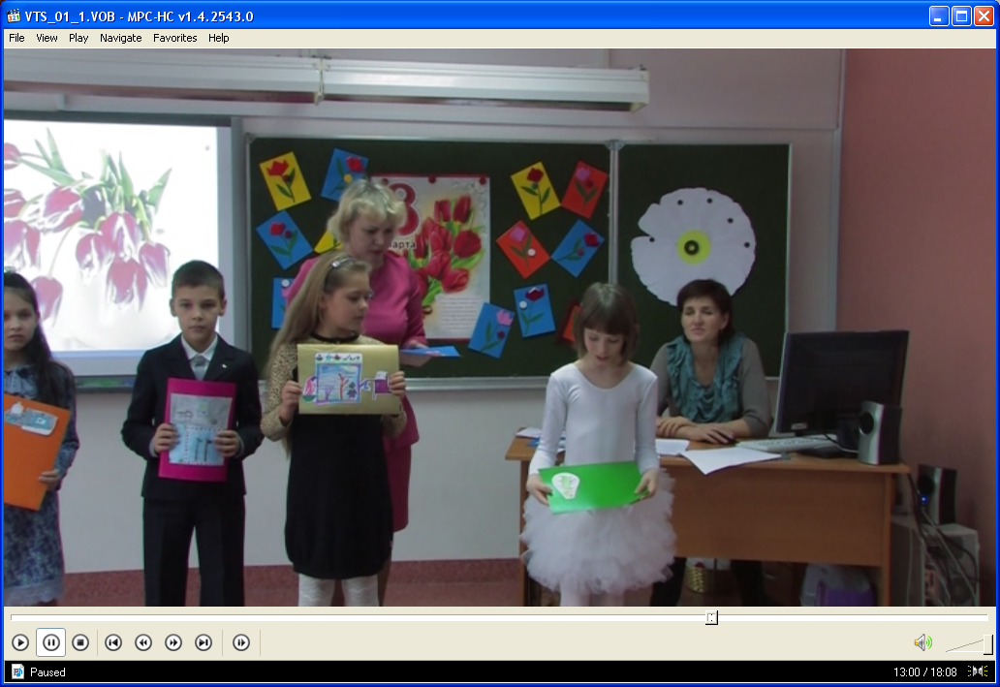 VTS_01_1.VOB - MPC-HC v1.4.2543.0
File View Play Navigate Favorites Help
8
арта
Paused
13:00 / 18:08